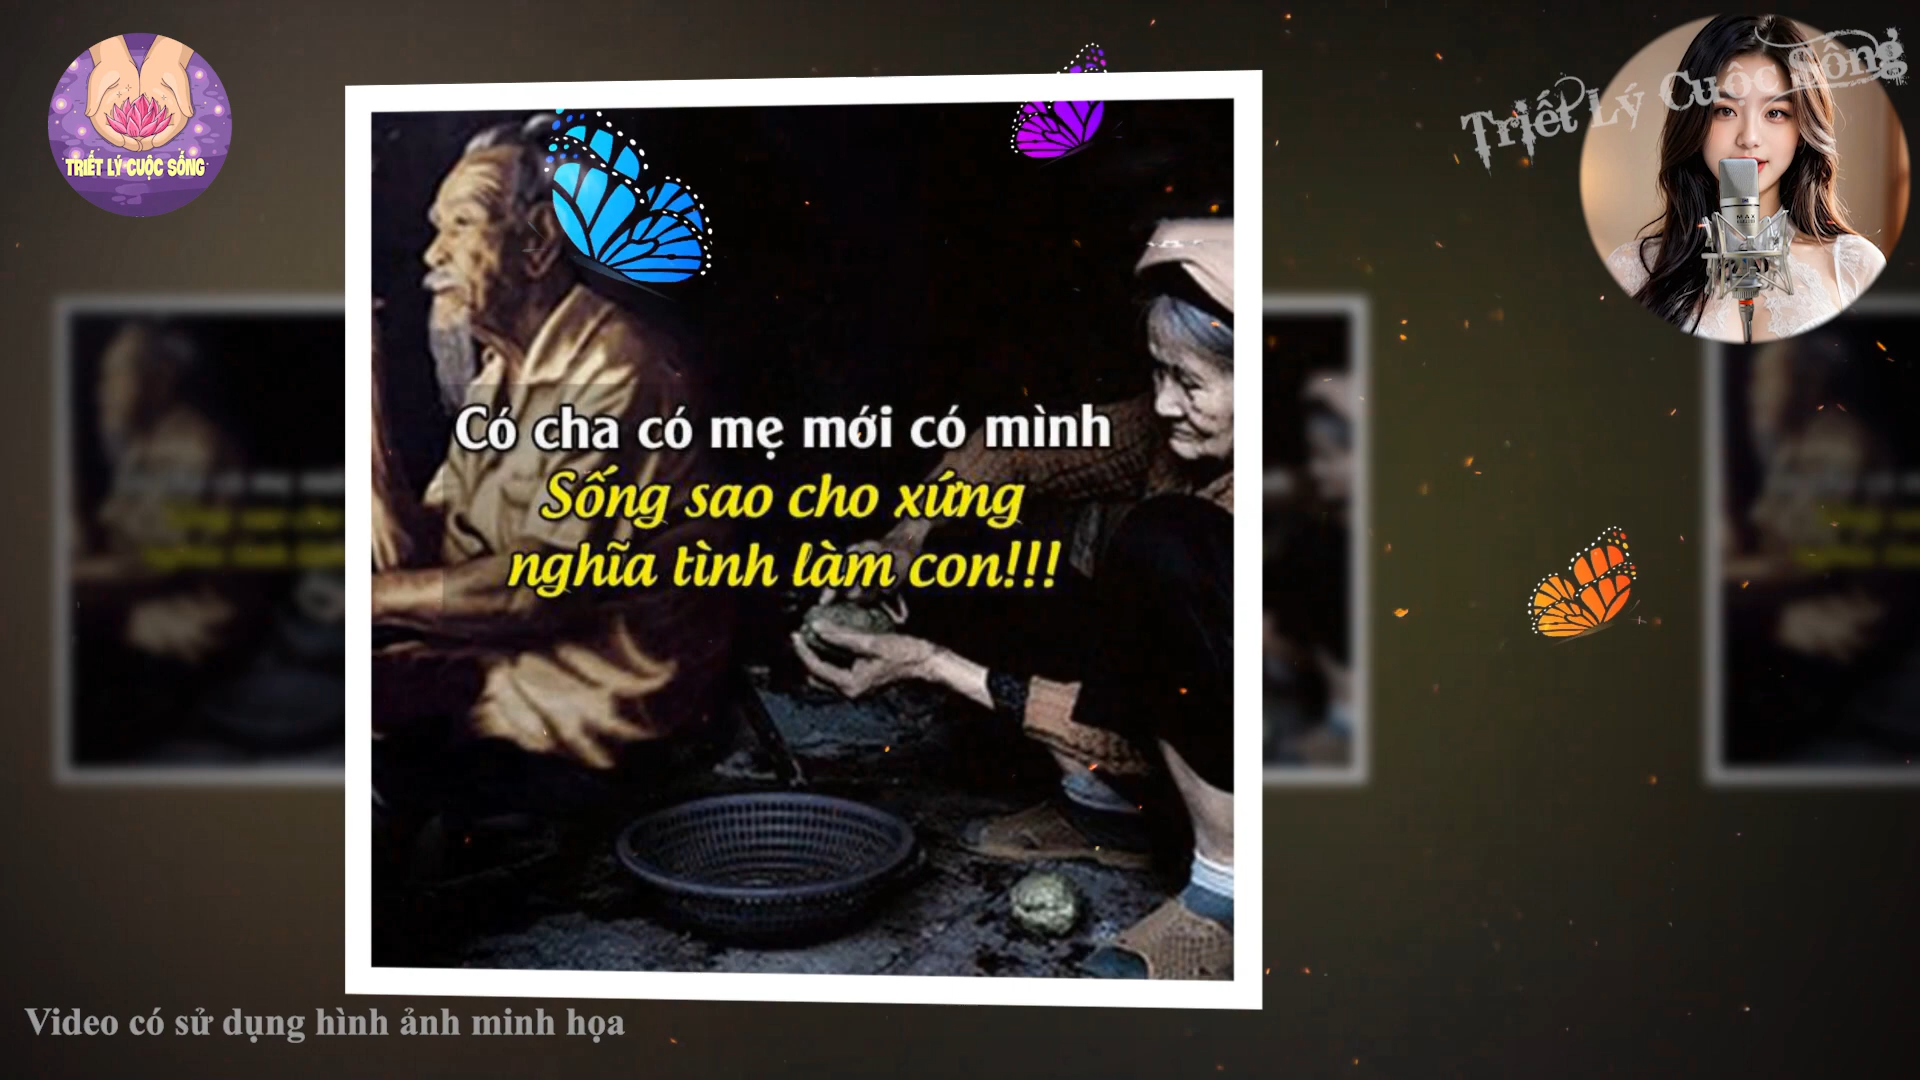 TRIẾT LÝ CUỘC SỐNG
Triết Lý Cuộc Sống
MAX
Có cha có mẹ mới có mình
Sống sao cho xứng
nghĩa tình làm con!!!
Video có sử dụng hình ảnh minh họa